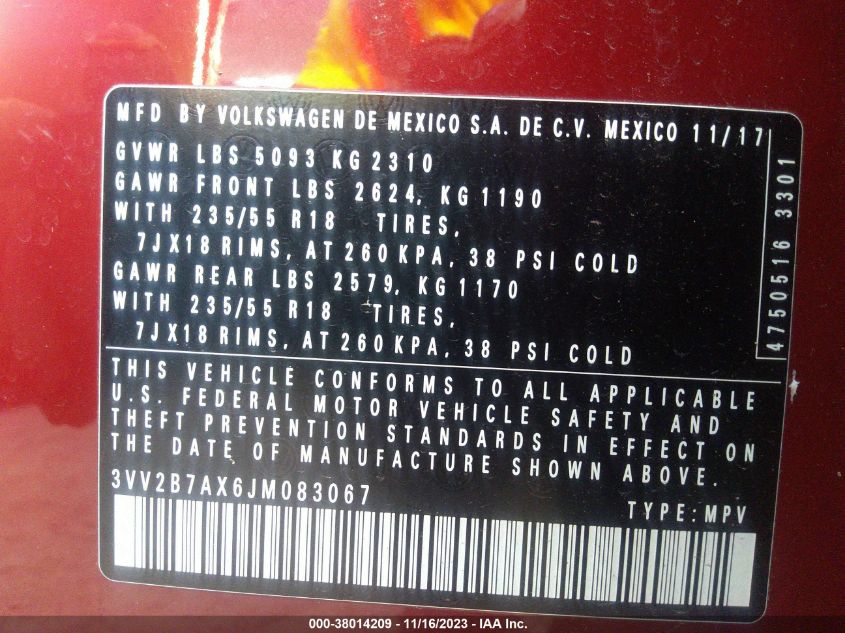 MFD BY VOLKSWAGEN DE MEXICO S.A. DE C.V. MEXICO 11/17
GVWR LBS 5093 KG 2310
GAWR FRONT LBS 2624, KG 1190
WITH 235/55 R18 TIRES,
7JX18 RIMS, AT 260 KPA, 38 PSI COLD
GAWR REAR LBS 2579, KG 1170
WITH 235/55 R18 TIRES,
7JX18 RIMS, AT 260 KPA, 38 PSI COLD
4750516 3301
THIS VEHICLE CONFORMS TO ALL APPLICABLE
U.S. FEDERAL MOTOR VEHICLE SAFETY AND
THEFT PREVENTION STANDARDS IN EFFECT ON
THE DATE OF MANUFACTURE SHOWN ABOVE.
3VV2B7AX6JM083067
TYPE: MPV
000-38014209 - 11/16/2023 - IAA Inc.